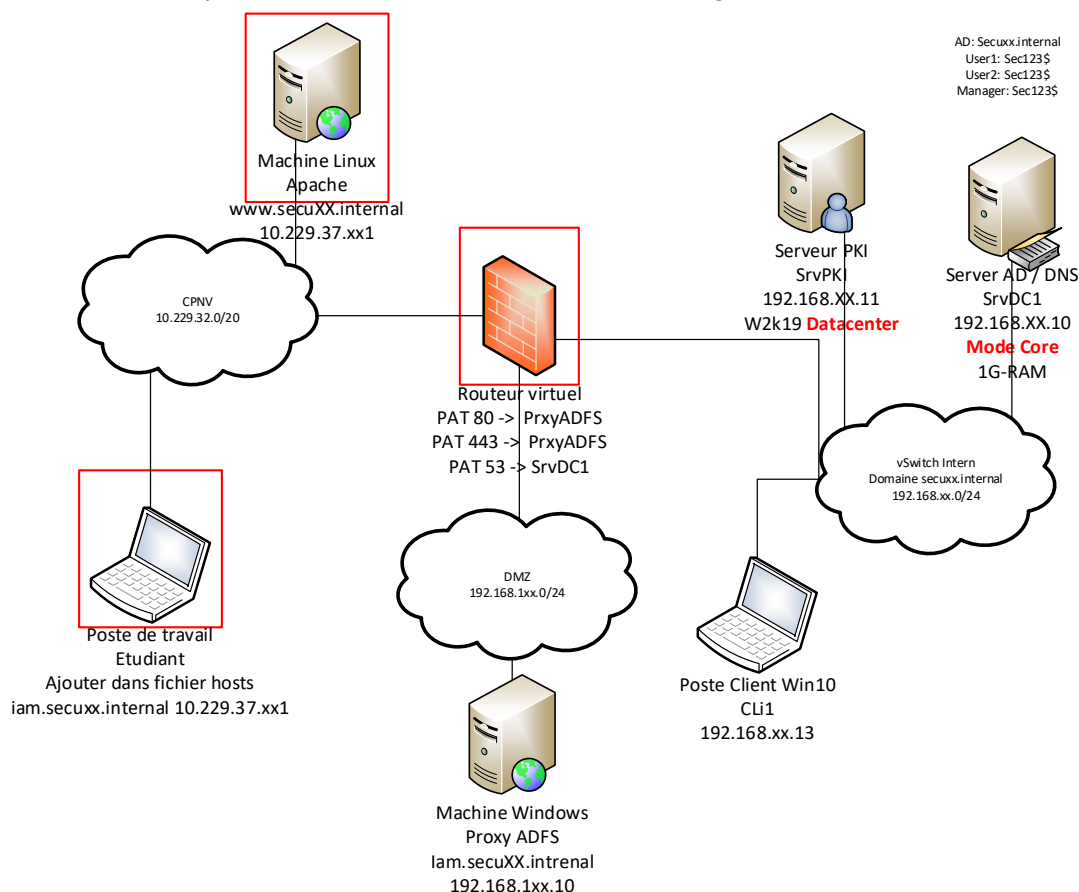 AD: Secuxx.internal
User1: Sec123$
User2: Sec123$
Manager: Sec123$
Machine Linux
Apache
www.secuXX.internal
10.229.37.xx1
Serveur PKI
SrvPKI
192.168.XX.11
W2k19 Datacenter
Server AD / DNS
SrvDC1
192.168.XX.10
Mode Core
1G-RAM
CPNV
10.229.32.0/20
Routeur virtuel
PAT 80 -> PrxyADFS
PAT 443 -> PrxyADFS
PAT 53 -> SrvDC1
vSwitch Intern
Domaine secuxx.internal
192.168.xx.0/24
DMZ
192.168.1xx.0/24
Poste de travail
Etudiant
Ajouter dans fichier hosts
iam.secuxx.internal 10.229.37.xx1
Poste Client Win10
CLi1
192.168.xx.13
Machine Windows
Proxy ADFS
Iam.secuXX.intrenal
192.168.1xx.10